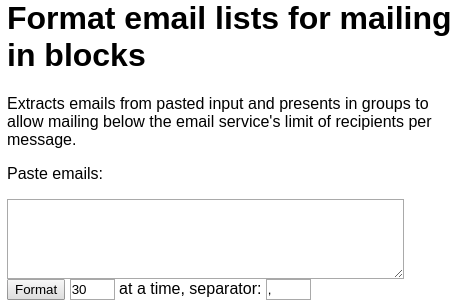 Format email lists for mailing
in blocks
Extracts emails from pasted input and presents in groups to
allow mailing below the email service's limit of recipients per
message.
Paste emails:
Format 30 at a time, separator: ,